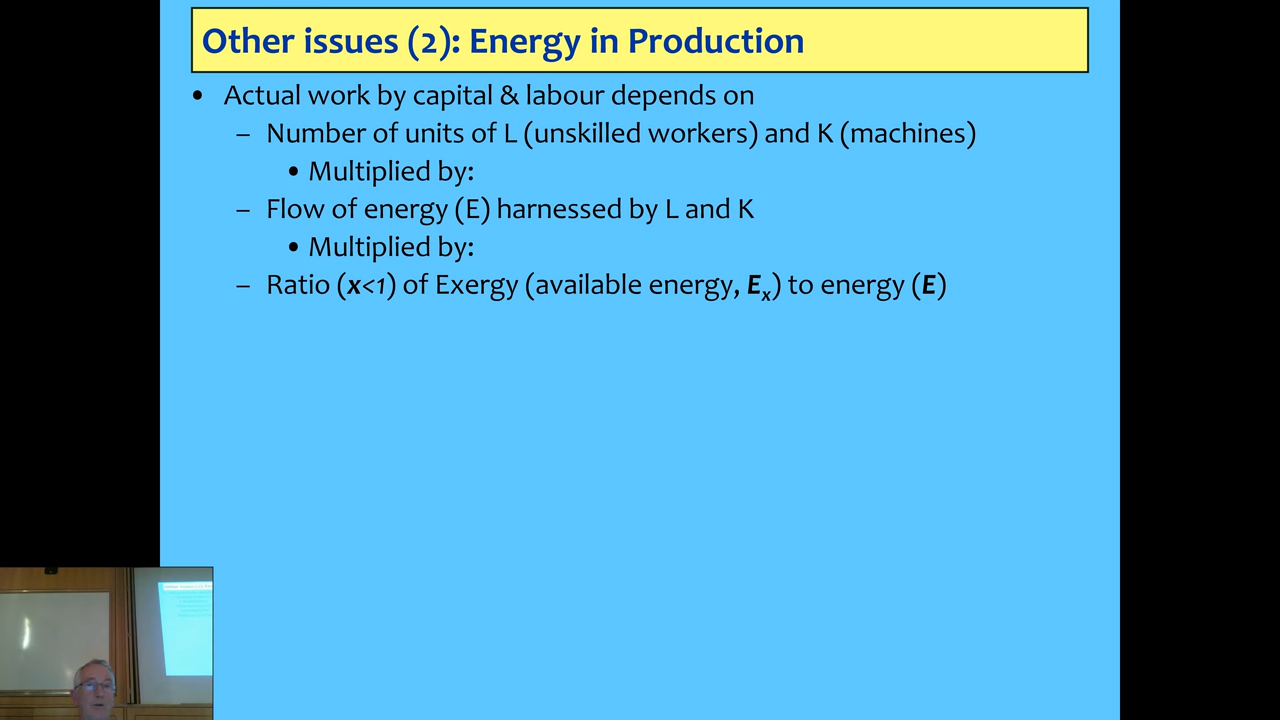 Other issues (2): Energy in Production
• Actual work by capital & labour depends on
– Number of units of L (unskilled workers) and K (machines)
• Multiplied by:
– Flow of energy (E) harnessed by L and K
• Multiplied by:
– Ratio (x<1) of Exergy (available energy, Ex) to energy (E)